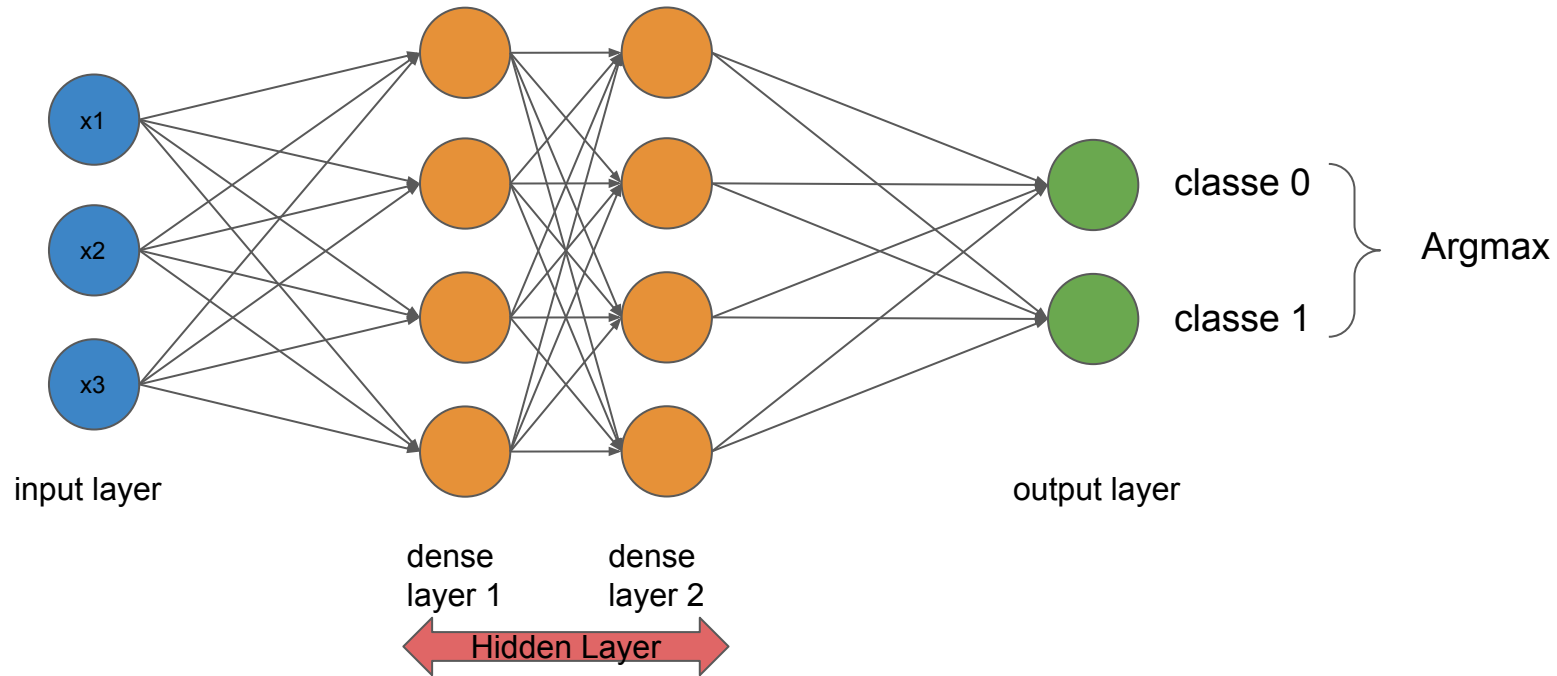 x1
x2
x3
classe 0
classe 1
Argmax
input layer
output layer
dense
layer 1
dense
layer 2
Hidden Layer